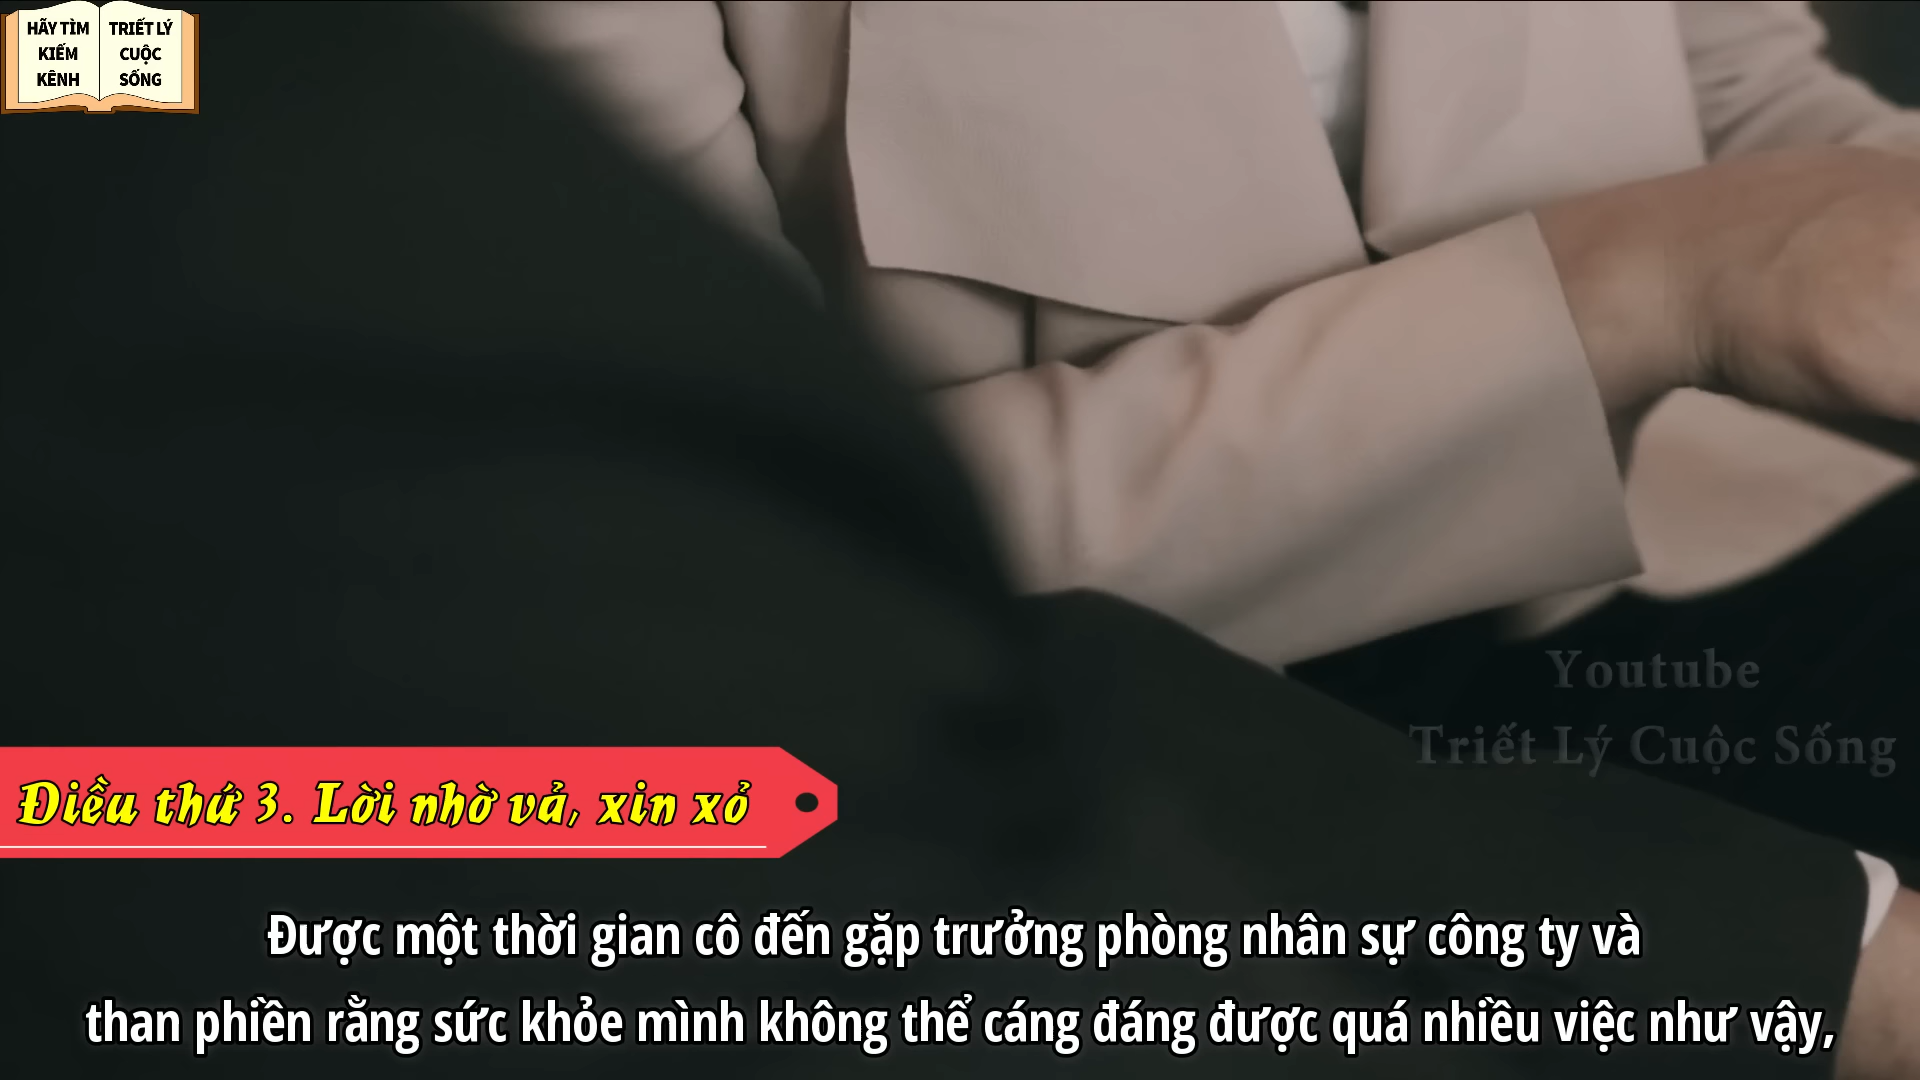 HÃY TÌM
KIẾM
KÊNH
TRIẾT LÝ
CUỘC
SỐNG
Youtube
Triết Lý Cuộc Sống
Điều thứ 3. Lời nhờ vả, xin xỏ
Được một thời gian cô đến gặp trưởng phòng nhân sự công ty và
than phiền rằng sức khỏe mình không thể cáng đáng được quá nhiều việc như vậy,